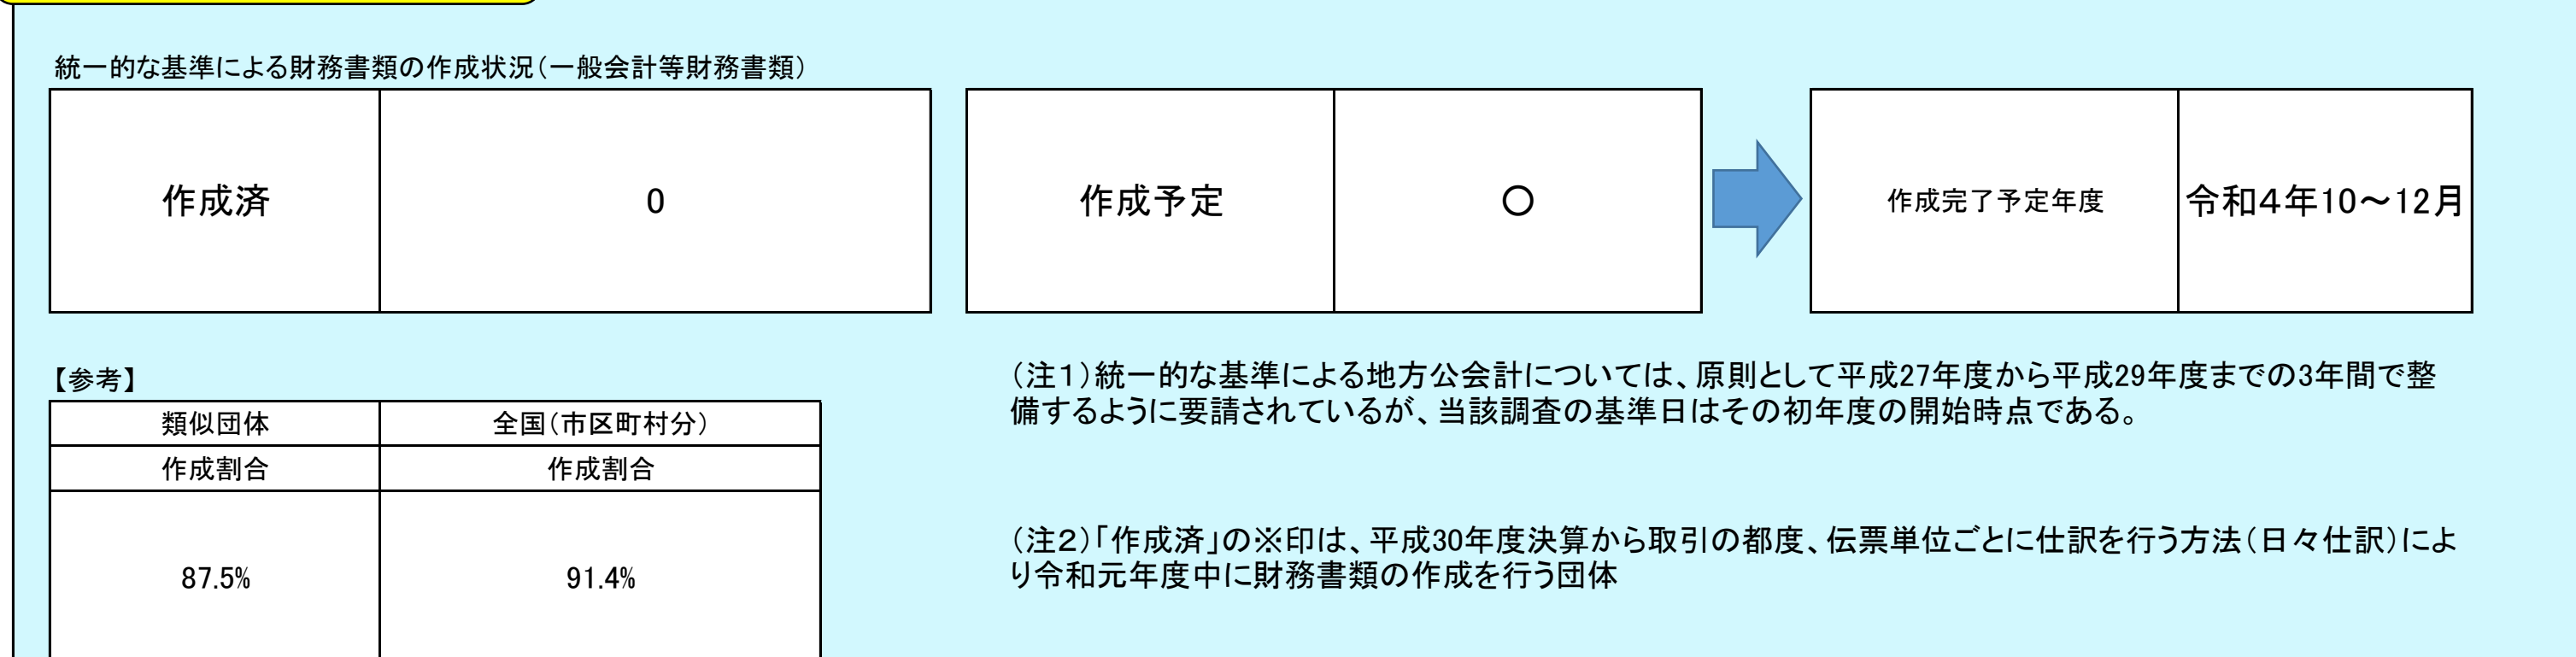 統一的な基準による財務書類の作成状況（一般会計等財務書類）
作成済
0
作成予定
○
作成完了予定年度
令和４年10～12月
【参考】
類似団体
全国（市区町村分）
作成割合
作成割合
87.5%
91.4%
（注１）統一的な基準による地方公会計については、原則として平成27年度から平成29年度までの3年間で整
備するように要請されているが、当該調査の基準日はその初年度の開始時点である。
（注２）「作成済」の※印は、平成30年度決算から取引の都度、伝票単位ごとに仕訳を行う方法（日々仕訳）によ
り令和元年度中に財務書類の作成を行う団体